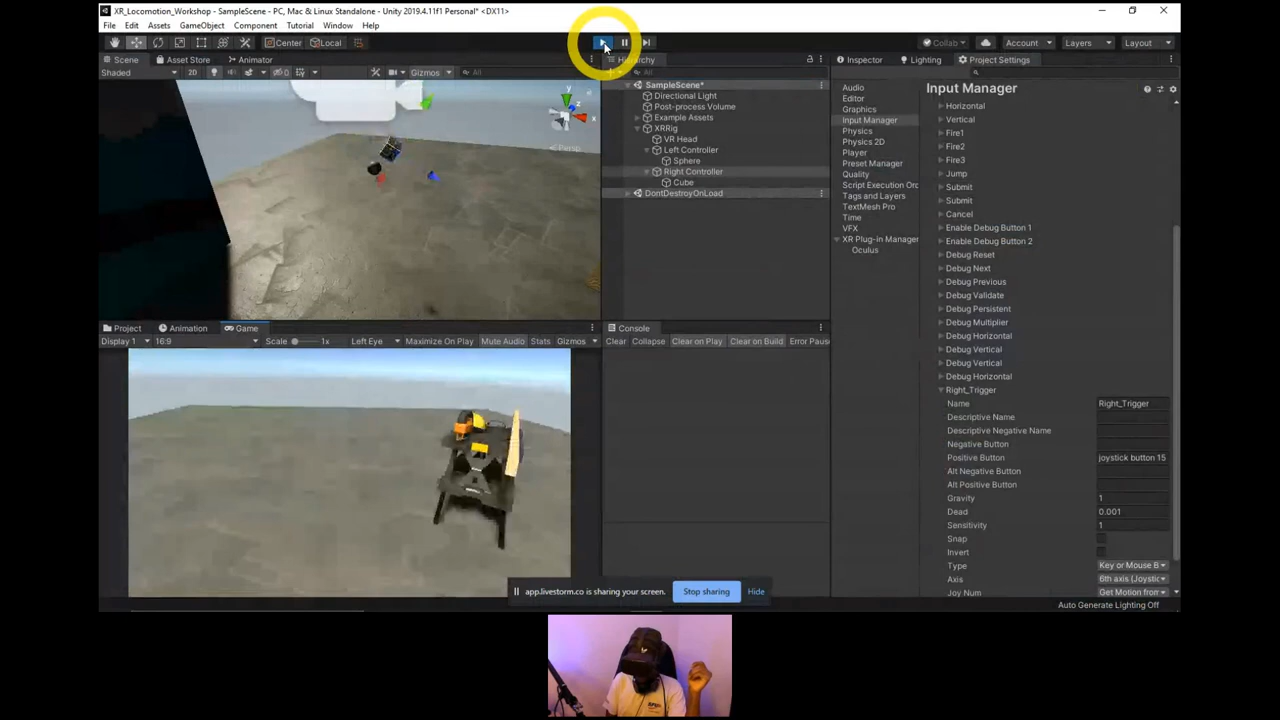 XR_Locomotion_Workshop - SampleScene - PC, Mac & Linux Standalone - Unity 2019.4.11f1 Personal* <DX11>
File Edit Assets GameObject Component Tutorial Window Help
Center Local Collab Account Layers Layout
Scene Asset Store Animator
Shaded 2D Gizmos All
y
x
z
Persp
Hierarchy
All
SampleScene*
Directional Light
Post-process Volume
Example Assets
XRRig
VR Head
Left Controller
Sphere
Right Controller
Cube
DontDestroyOnLoad
Project Animation Game
Display 1 16:9 Scale 1x Left Eye Maximize On Play Mute Audio Stats Gizmos
Console
Clear Collapse Clear on Play Clear on Build Error Pause
Inspector Lighting Project Settings
Audio
Editor
Graphics
Input Manager
Physics
Physics 2D
Player
Preset Manager
Quality
Script Execution Ord
Tags and Layers
TextMesh Pro
Time
VFX
XR Plug-in Manager
Oculus
Input Manager
Horizontal
Vertical
Fire1
Fire2
Fire3
Jump
Submit
Submit
Cancel
Enable Debug Button 1
Enable Debug Button 2
Debug Reset
Debug Next
Debug Previous
Debug Validate
Debug Persistent
Debug Multiplier
Debug Horizontal
Debug Vertical
Debug Vertical
Debug Horizontal
Right_Trigger
Name Right_Trigger
Descriptive Name
Descriptive Negative Name
Negative Button
Positive Button joystick button 15
Alt Negative Button
Alt Positive Button
Gravity 1
Dead 0.001
Sensitivity 1
Snap
Invert
Type Key or Mouse B
Axis 6th axis (Joystic
Joy Num Get Motion from
Auto Generate Lighting Off
app.livestorm.co is sharing your screen. Stop sharing Hide